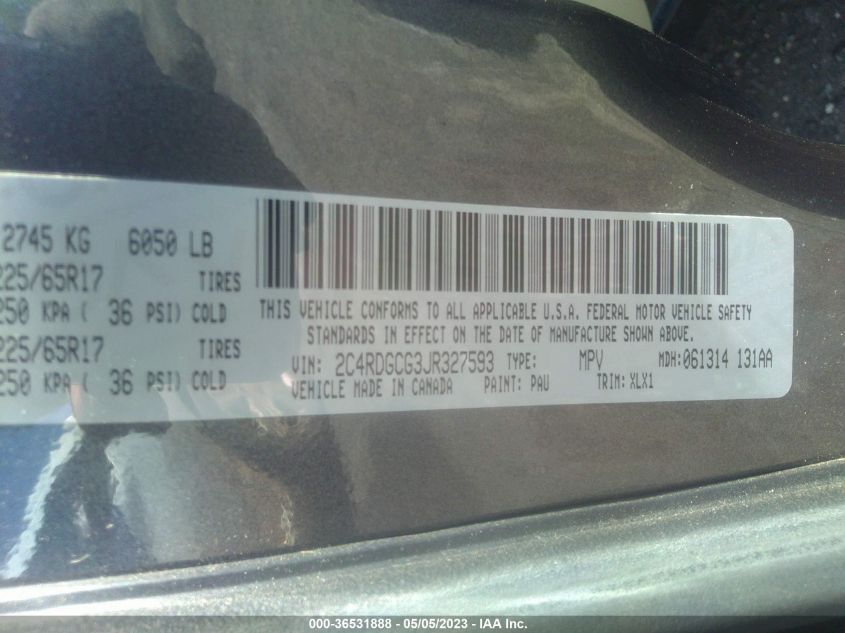 2745 KG 6050 LB
225/65R17 TIRES
250 KPA ( 36 PSI) COLD
225/65R17 TIRES
250 KPA ( 36 PSI) COLD
THIS VEHICLE CONFORMS TO ALL APPLICABLE U.S.A. FEDERAL MOTOR VEHICLE SAFETY
STANDARDS IN EFFECT ON THE DATE OF MANUFACTURE SHOWN ABOVE.
VIN: 2C4RDGCG3JR327593 TYPE: MPV MDH: 061314 131AA
VEHICLE MADE IN CANADA PAINT: PAU TRIM: XLX1
000-36531888 - 05/05/2023 - IAA Inc.